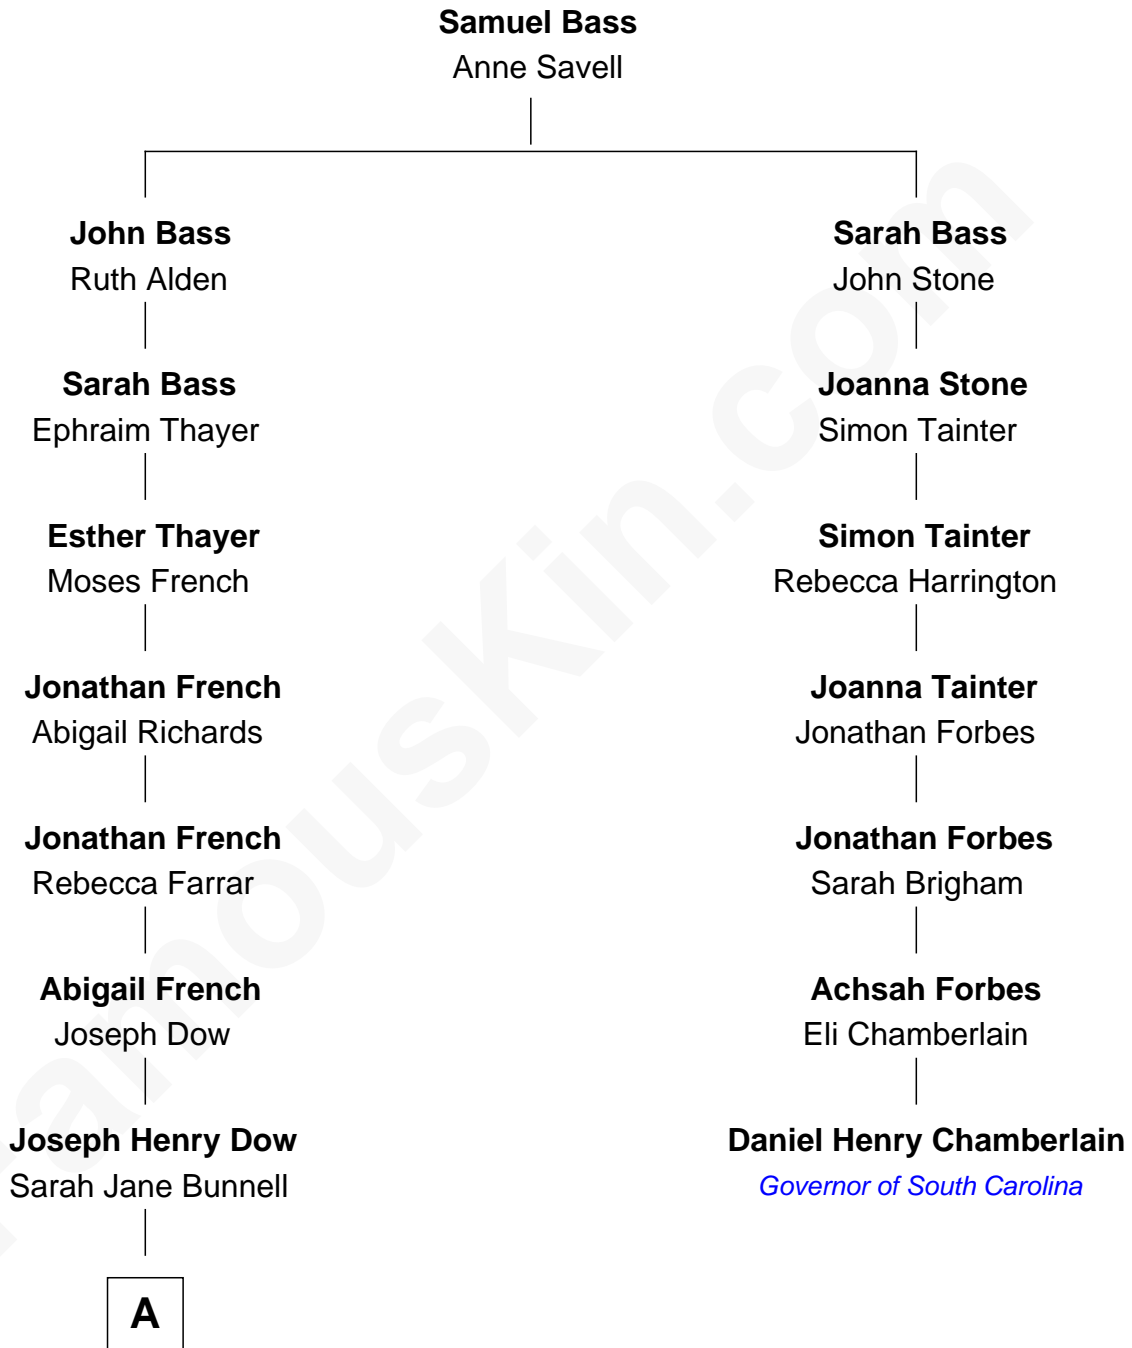 Samuel Bass
Anne Savell
John Bass
Ruth Alden
Sarah Bass
John Stone
Sarah Bass
Ephraim Thayer
Joanna Stone
Simon Tainter
Esther Thayer
Moses French
Simon Tainter
Rebecca Harrington
Jonathan French
Abigail Richards
Joanna Tainter
Jonathan Forbes
Jonathan French
Rebecca Farrar
Jonathan Forbes
Sarah Brigham
Abigail French
Joseph Dow
Achsah Forbes
Eli Chamberlain
Joseph Henry Dow
Sarah Jane Bunnell
Daniel Henry Chamberlain
Governor of South Carolina
A
FamousKin.com